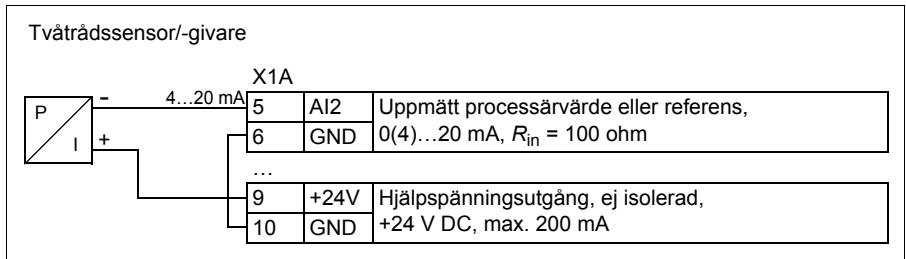 Tvåtrådssensor/-givare
X1A
P
I
-
+
4…20 mA
5 AI2 Uppmätt processärvärde eller referens,
6 GND 0(4)…20 mA, Rin = 100 ohm
…
9 +24V Hjälpspänningsutgång, ej isolerad,
10 GND +24 V DC, max. 200 mA